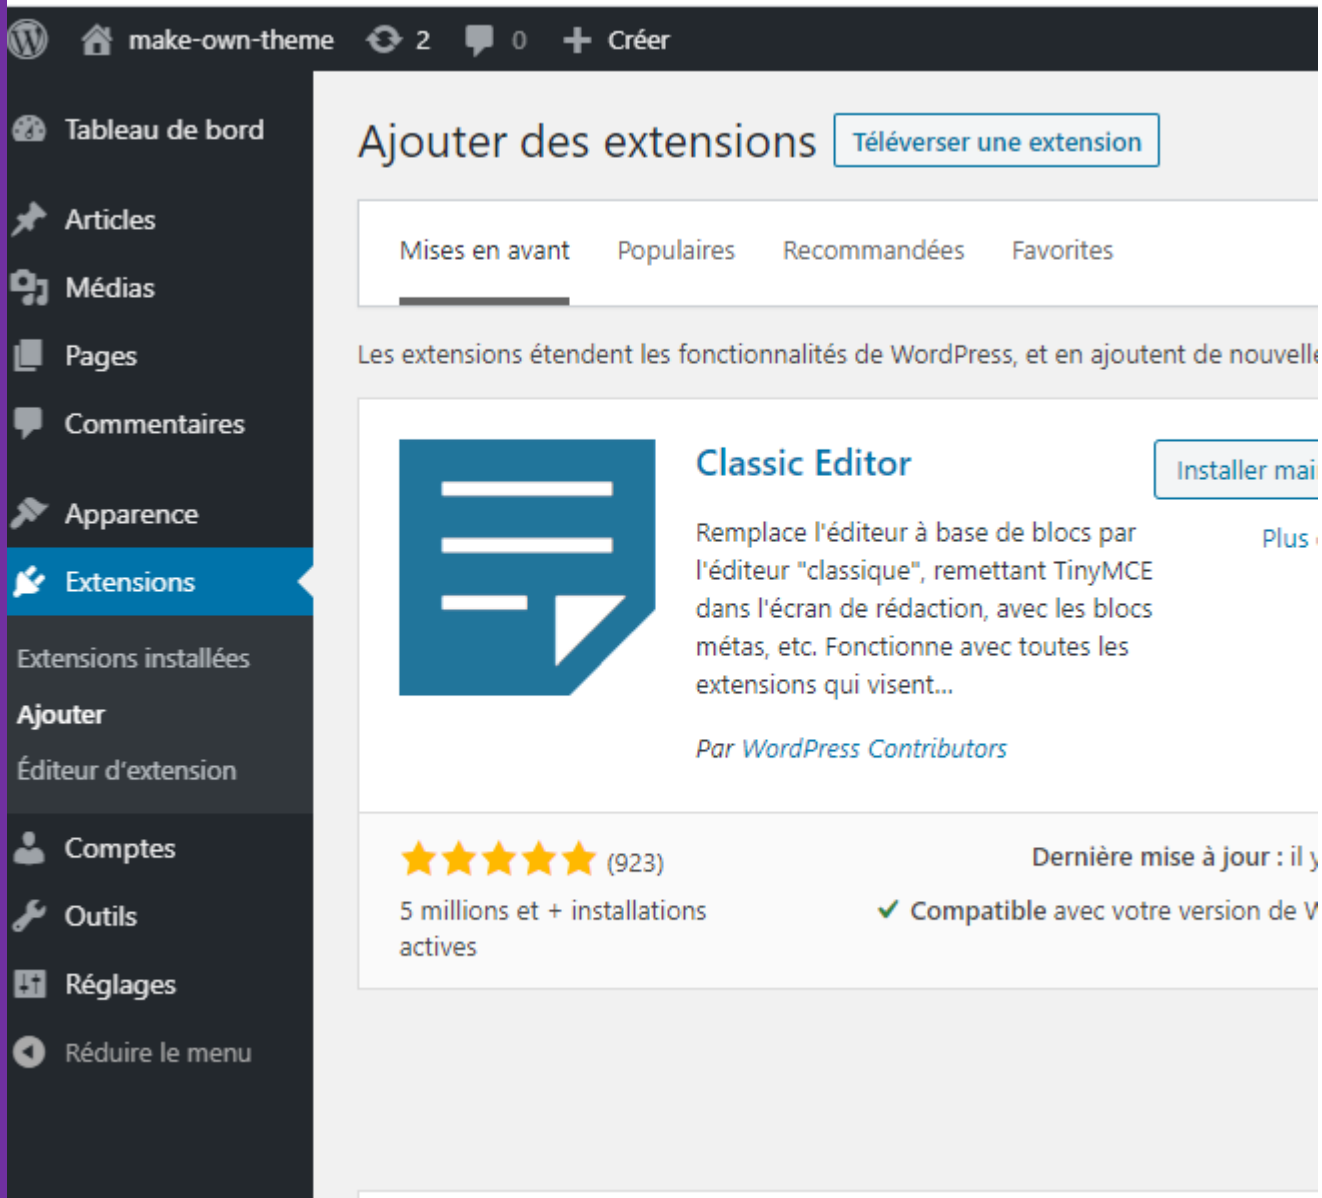 make-own-theme 2 0 Créer
Tableau de bord
Articles
Médias
Pages
Commentaires
Apparence
Extensions
Extensions installées
Ajouter
Éditeur d'extension
Comptes
Outils
Réglages
Réduire le menu
Ajouter des extensions Téléverser une extension
Mises en avant Populaires Recommandées Favorites
Les extensions étendent les fonctionnalités de WordPress, et en ajoutent de
Classic Editor
Installer
Remplace l'éditeur à base de blocs par
l'éditeur "classique", remettant TinyMCE
dans l'écran de rédaction, avec les blocs
métas, etc. Fonctionne avec toutes les
extensions qui visent...
Plus
Par WordPress Contributors
(923)
5 millions et + installations
actives
Dernière mise à jour : il
Compatible avec votre version de